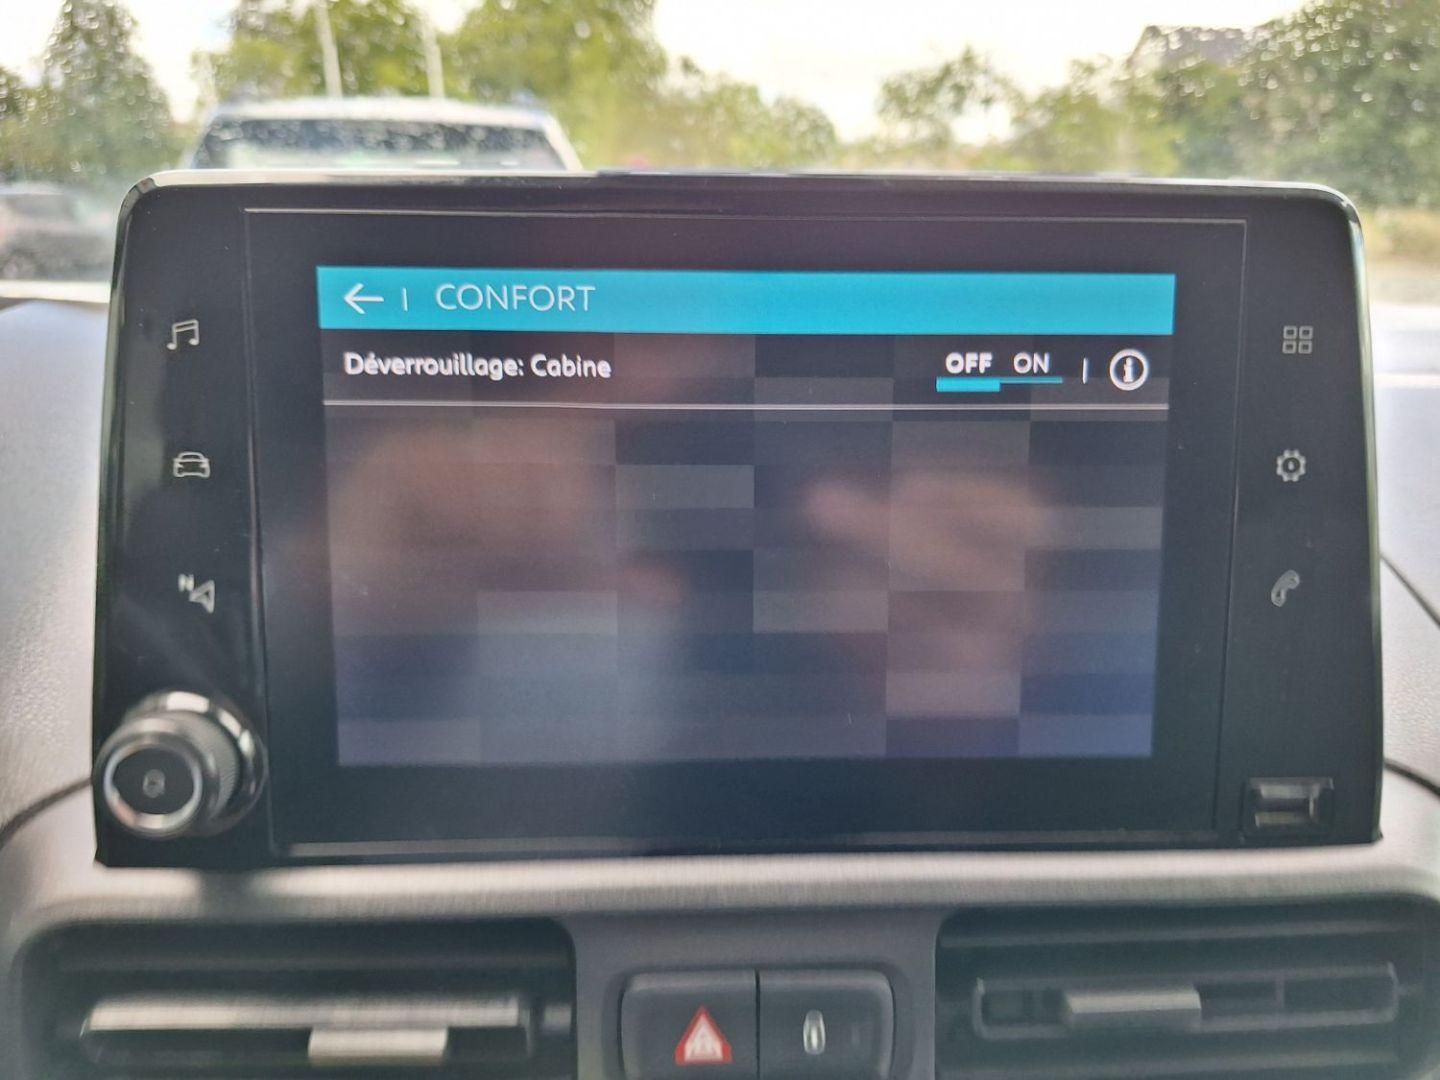 CONFORT
Déverrouillage: Cabine
OFF ON
N